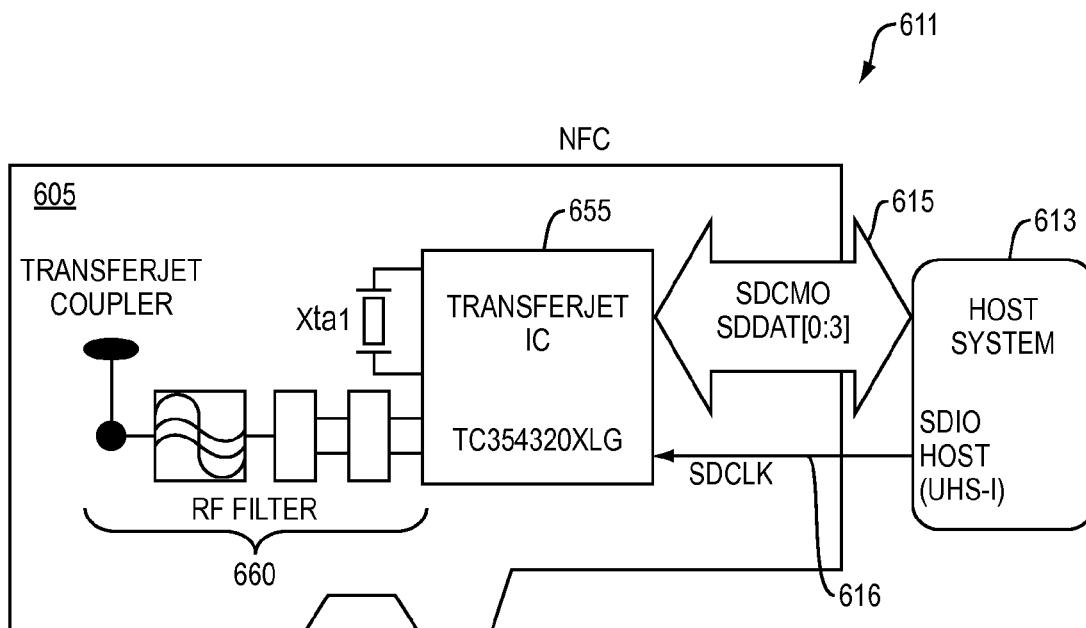 611
NFC
605
655
615
613
TRANSFERJET
COUPLER
Xta1
TRANSFERJET
IC
TC354320XLG
SDCMO
SDDAT[0:3]
HOST
SYSTEM
SDIO
HOST
(UHS-I)
SDCLK
RF FILTER
660
616